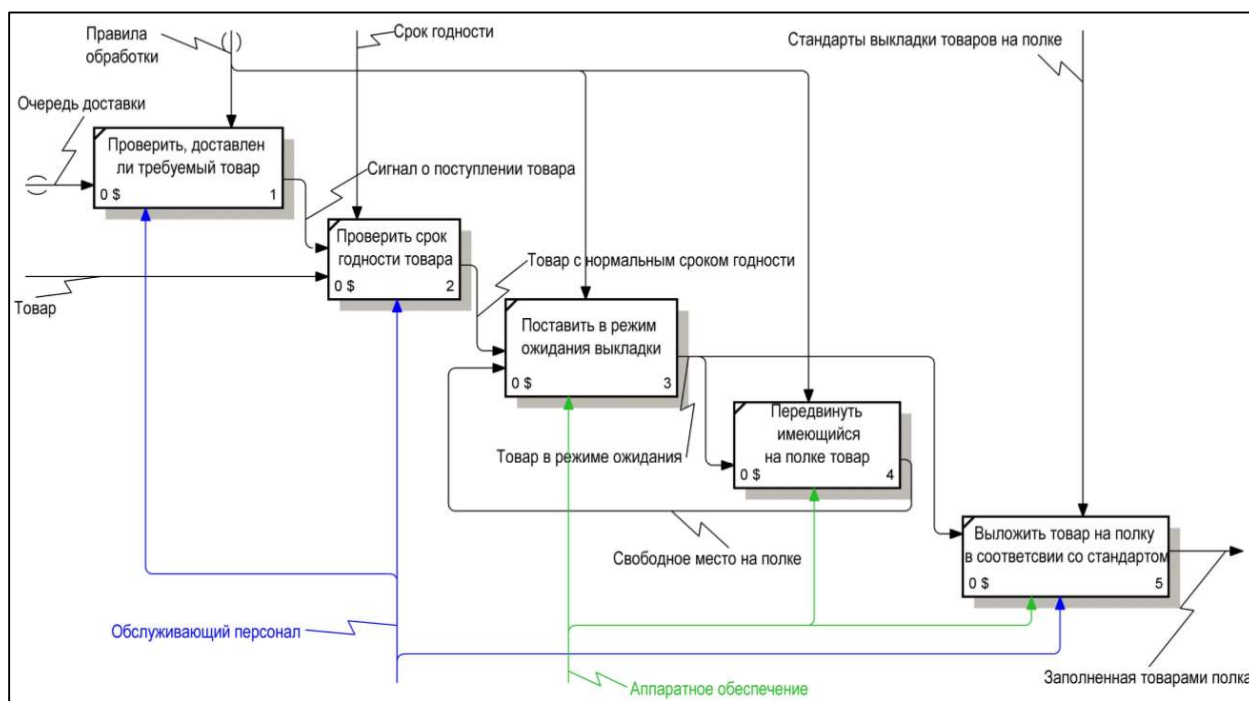 Правила
обработки
Срок годности
Стандарты выкладки товаров на полке
Очередь доставки
Проверить, доставлен
ли требуемый товар
0 $ 1
Сигнал о поступлении товара
Проверить срок
годности товара
0 $ 2
Товар
Товар с нормальным сроком годности
Поставить в режим
ожидания выкладки
0 $ 3
Товар в режиме ожидания
Передвинуть
имеющийся
на полке товар
0 $ 4
Свободное место на полке
Выложить товар на полку
в соответсвии со стандартом
0 $ 5
Обслуживающий персонал
Аппаратное обеспечение
Заполненная товарами полка